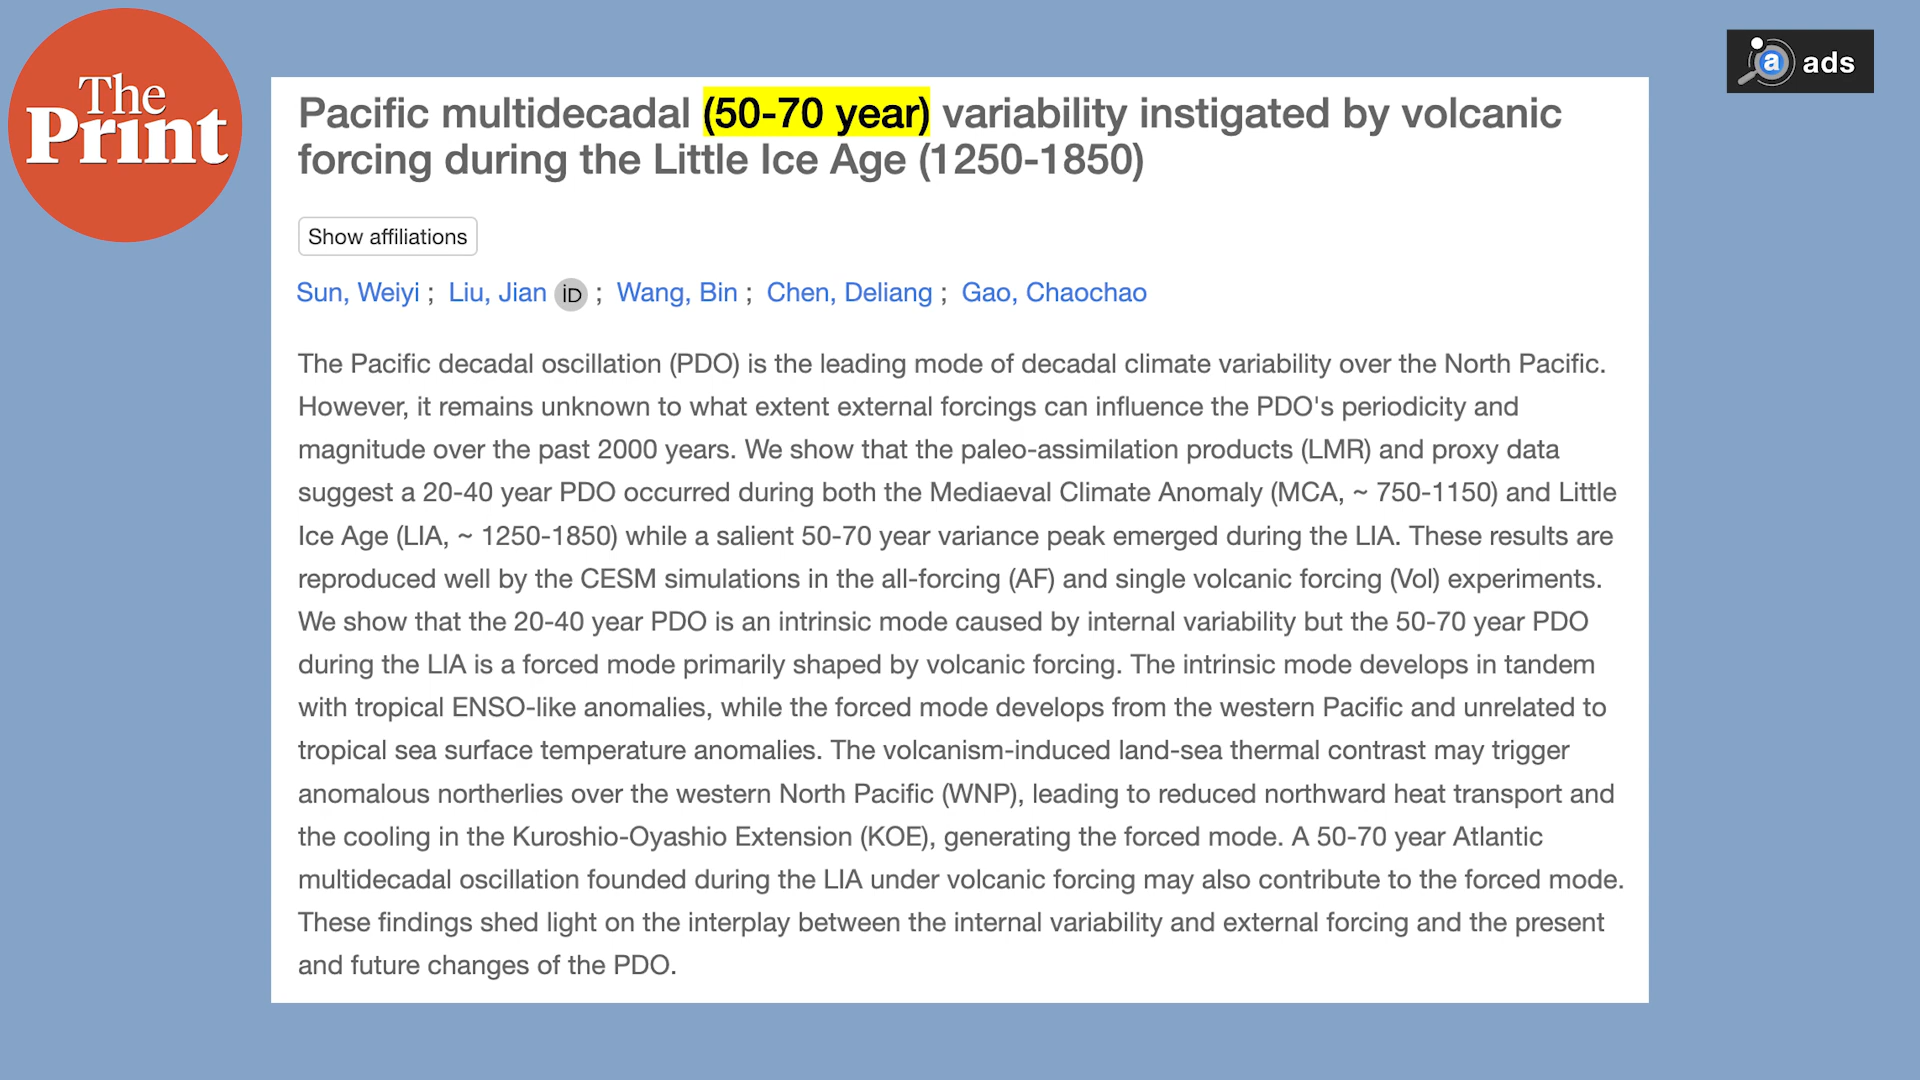 The
Print
ads
Pacific multidecadal (50-70 year) variability instigated by volcanic
forcing during the Little Ice Age (1250-1850)
Show affiliations
Sun, Weiyi ; Liu, Jian iD ; Wang, Bin ; Chen, Deliang ; Gao, Chaochao
The Pacific decadal oscillation (PDO) is the leading mode of decadal climate variability over the North Pacific.
However, it remains unknown to what extent external forcings can influence the PDO's periodicity and
magnitude over the past 2000 years. We show that the paleo-assimilation products (LMR) and proxy data
suggest a 20-40 year PDO occurred during both the Mediaeval Climate Anomaly (MCA, ~ 750-1150) and Little
Ice Age (LIA, ~ 1250-1850) while a salient 50-70 year variance peak emerged during the LIA. These results are
reproduced well by the CESM simulations in the all-forcing (AF) and single volcanic forcing (Vol) experiments.
We show that the 20-40 year PDO is an intrinsic mode caused by internal variability but the 50-70 year PDO
during the LIA is a forced mode primarily shaped by volcanic forcing. The intrinsic mode develops in tandem
with tropical ENSO-like anomalies, while the forced mode develops from the western Pacific and unrelated to
tropical sea surface temperature anomalies. The volcanism-induced land-sea thermal contrast may trigger
anomalous northerlies over the western North Pacific (WNP), leading to reduced northward heat transport and
the cooling in the Kuroshio-Oyashio Extension (KOE), generating the forced mode. A 50-70 year Atlantic
multidecadal oscillation founded during the LIA under volcanic forcing may also contribute to the forced mode.
These findings shed light on the interplay between the internal variability and external forcing and the present
and future changes of the PDO.